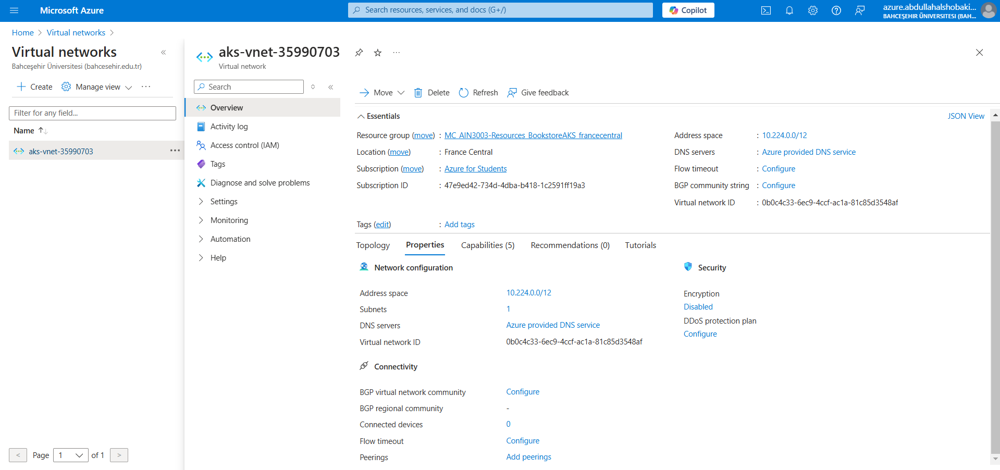 Microsoft Azure
Search resources, services, and docs (G+/)
Copilot
azure.abdullahalshobaki...
BAHCEŞEHIR ÜNIVERSITESI (BAH...
Home > Virtual networks >
Virtual networks
Bahceşehir Üniversitesi (bahcesehir.edu.tr)
+ Create
Manage view
...
Filter for any field...
Name ↑↓
aks-vnet-35990703
...
< Page 1 of 1 >
aks-vnet-35990703
Virtual network
...
Search
Overview
Activity log
Access control (IAM)
Tags
Diagnose and solve problems
Settings
Monitoring
Automation
Help
Move
Delete
Refresh
Give feedback
Essentials
JSON View
Resource group (move) : MC_AIN3003-Resources_BookstoreAKS_francecentral
Location (move) : France Central
Subscription (move) : Azure for Students
Subscription ID : 47e9ed42-734d-4dba-b418-1c2591ff19a3
Address space : 10.224.0.0/12
DNS servers : Azure provided DNS service
Flow timeout : Configure
BGP community string : Configure
Virtual network ID : 0b0c4c33-6ec9-4ccf-ac1a-81c85d3548af
Tags (edit) : Add tags
Topology
Properties
Capabilities (5)
Recommendations (0)
Tutorials
Network configuration
Address space 10.224.0.0/12
Subnets 1
DNS servers Azure provided DNS service
Virtual network ID 0b0c4c33-6ec9-4ccf-ac1a-81c85d3548af
Connectivity
BGP virtual network community Configure
BGP regional community -
Connected devices 0
Flow timeout Configure
Peerings Add peerings
Security
Encryption
Disabled
DDoS protection plan
Configure